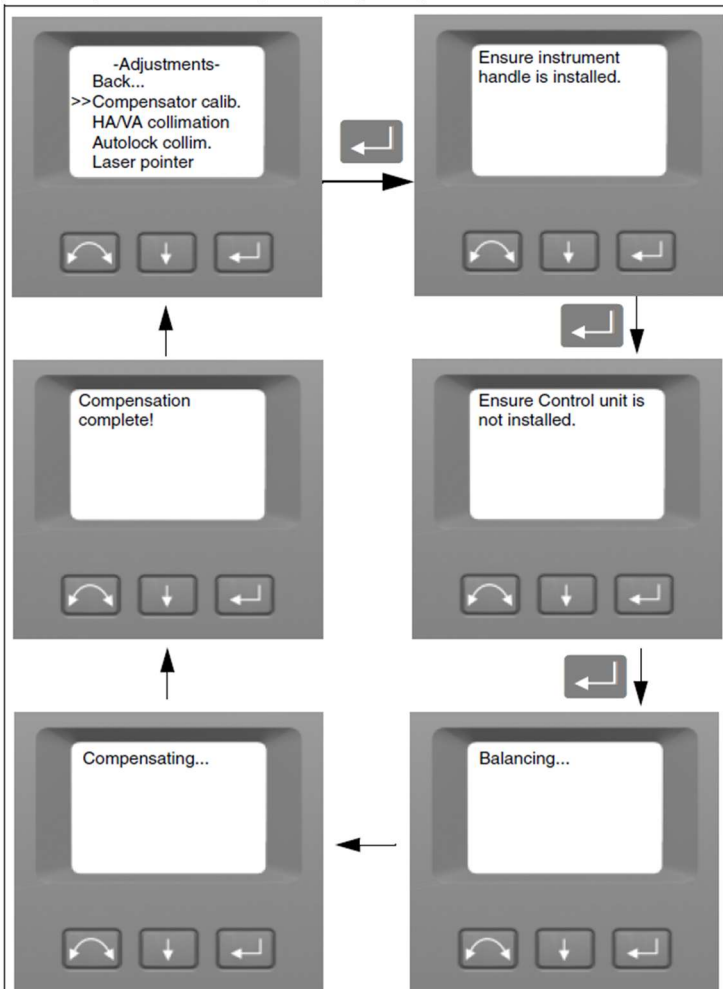 -Adjustments-
Back...
>>Compensator calib.
HA/VA collimation
Autolock collim.
Laser pointer
Ensure instrument
handle is installed.
Ensure Control unit is
not installed.
Balancing...
Compensating...
Compensation
complete!